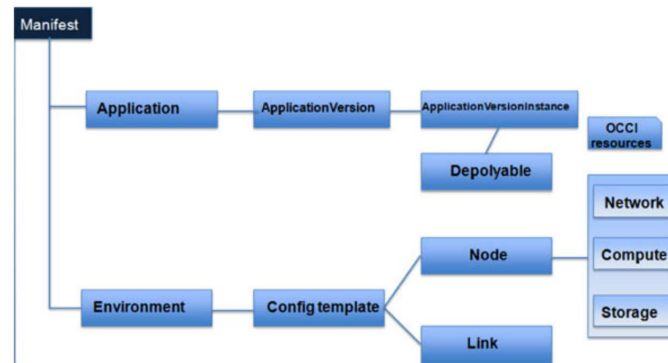 Manifest
Application
ApplicationVersion
ApplicationVersionInstance
OCCI
resources
Depolyable
Network
Node
Compute
Environment
Config template
Storage
Link